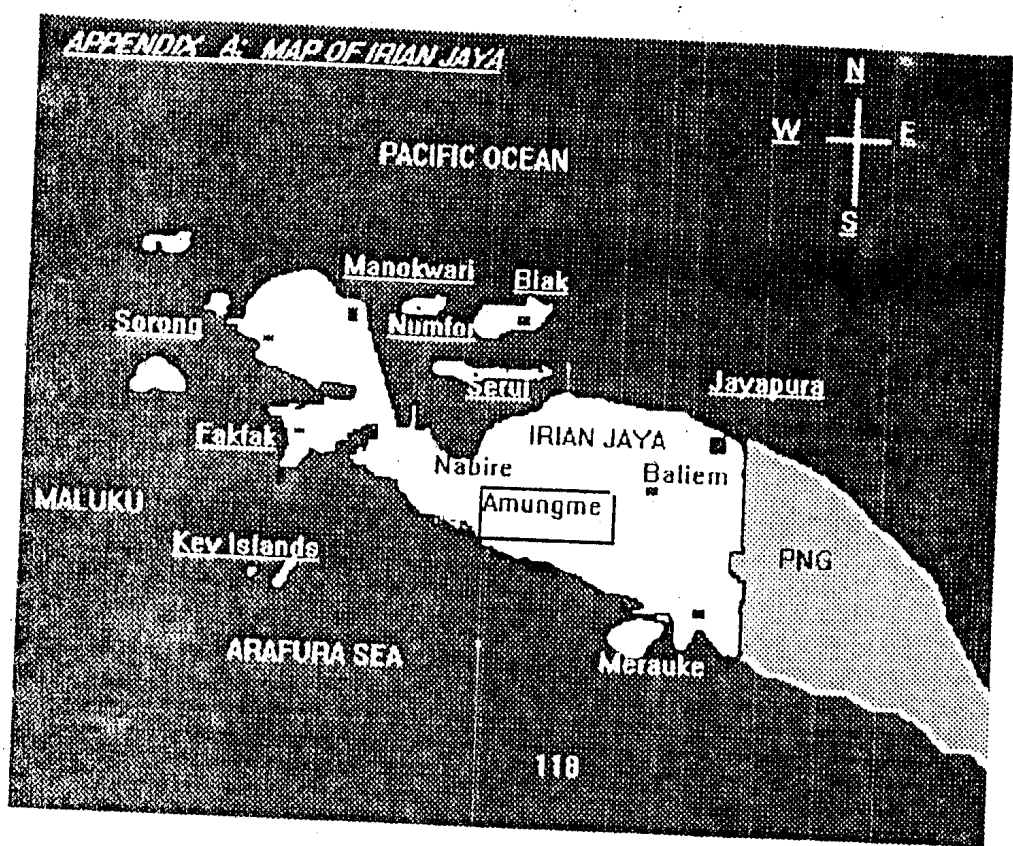 APPENDIX A: MAP OF IRIAN JAYA
N
W E
S
PACIFIC OCEAN
Manokwari
Biak
Sorong
Numfor
Serui
Jayapura
Fakfak
IRIAN JAYA
Nabire
Baliem
MALUKU
Amungme
Key Islands
PNG
ARAFURA SEA
Merauke
118